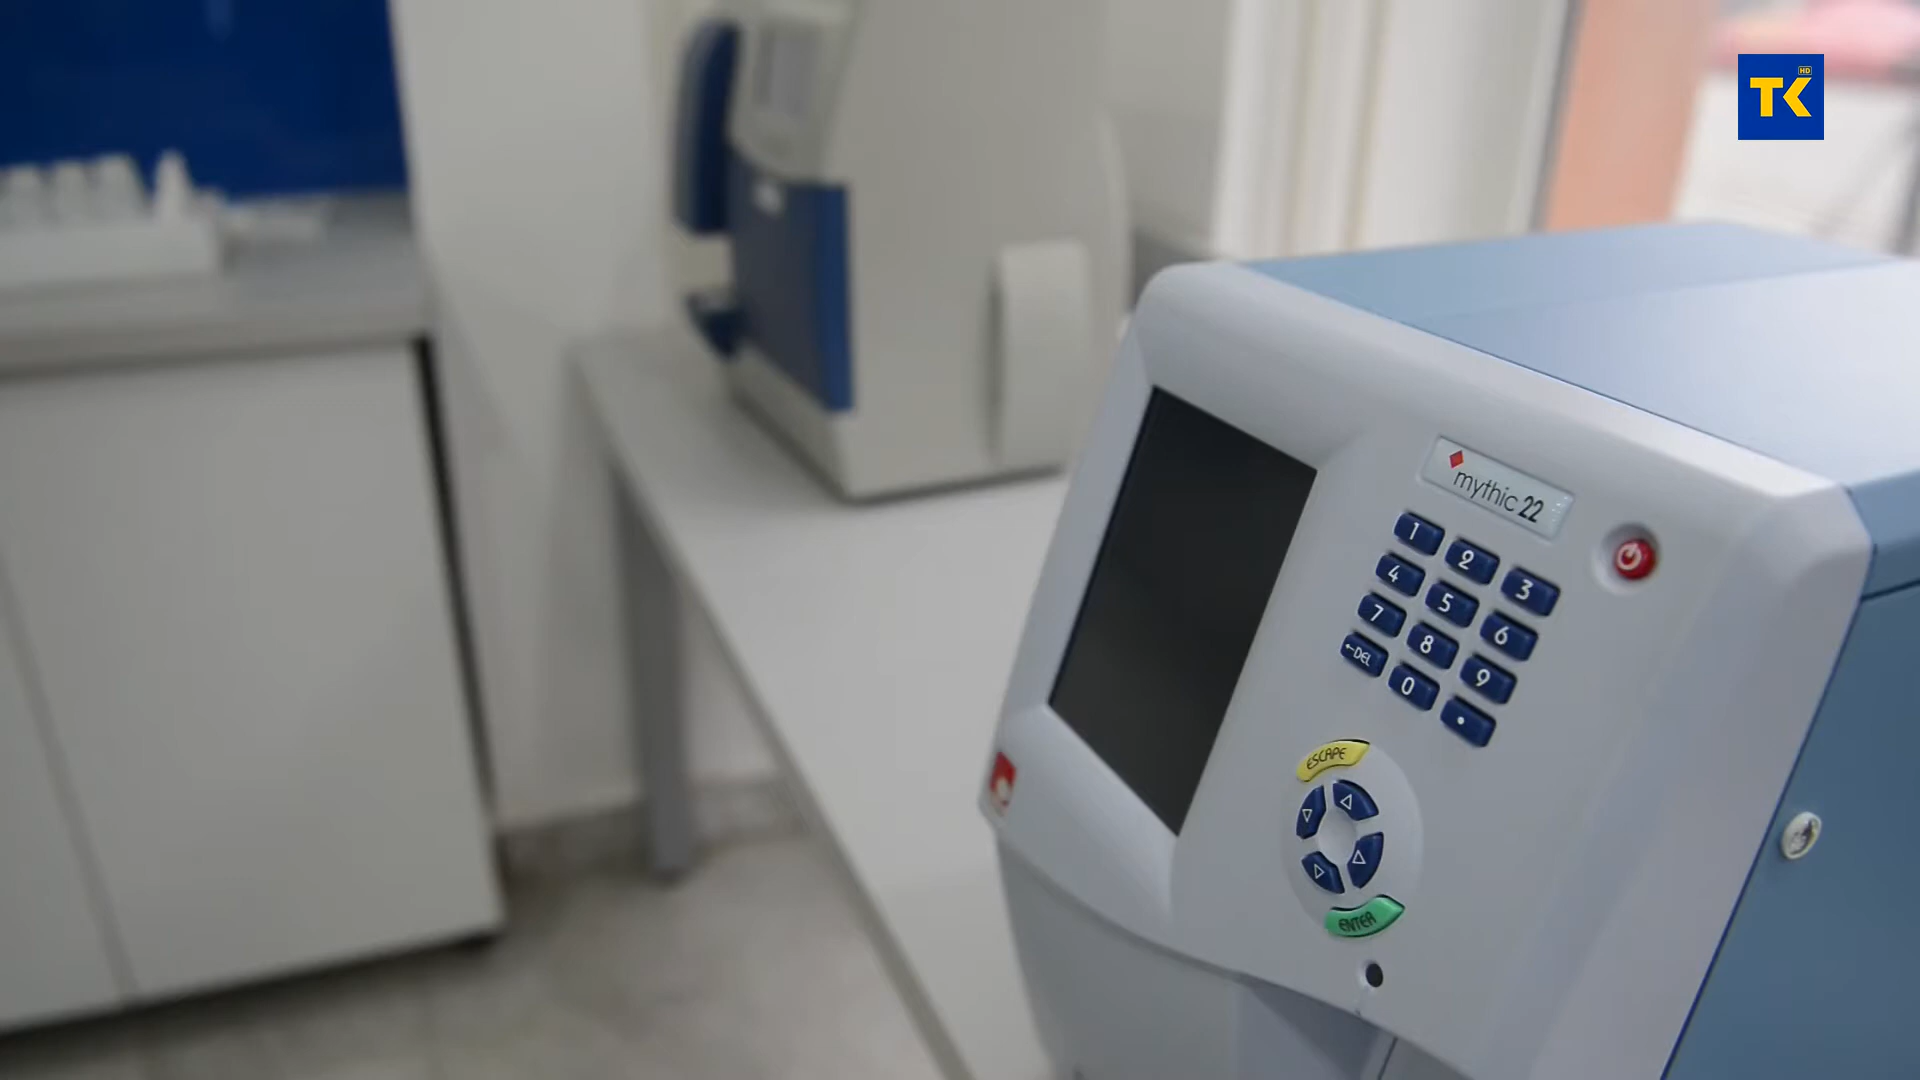 TK HD
mythic 22
1 2 3
4 5 6
7 8 9
←DEL 0 .
ESCAPE
ENTER